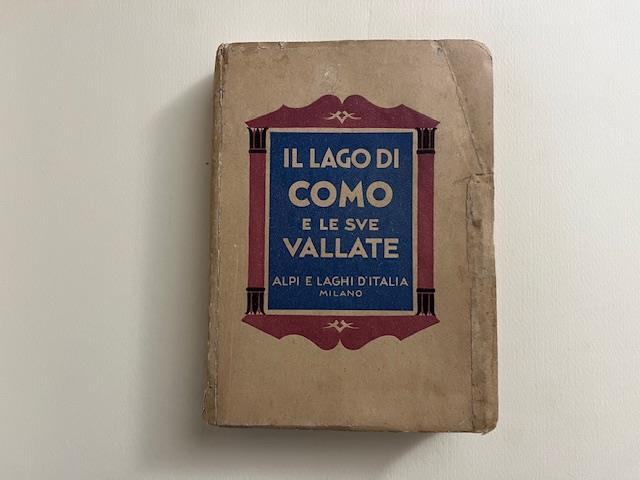 IL LAGO DI
COMO
E LE SVE
VALLATE
ALPI E LAGHI D'ITALIA
MILANO